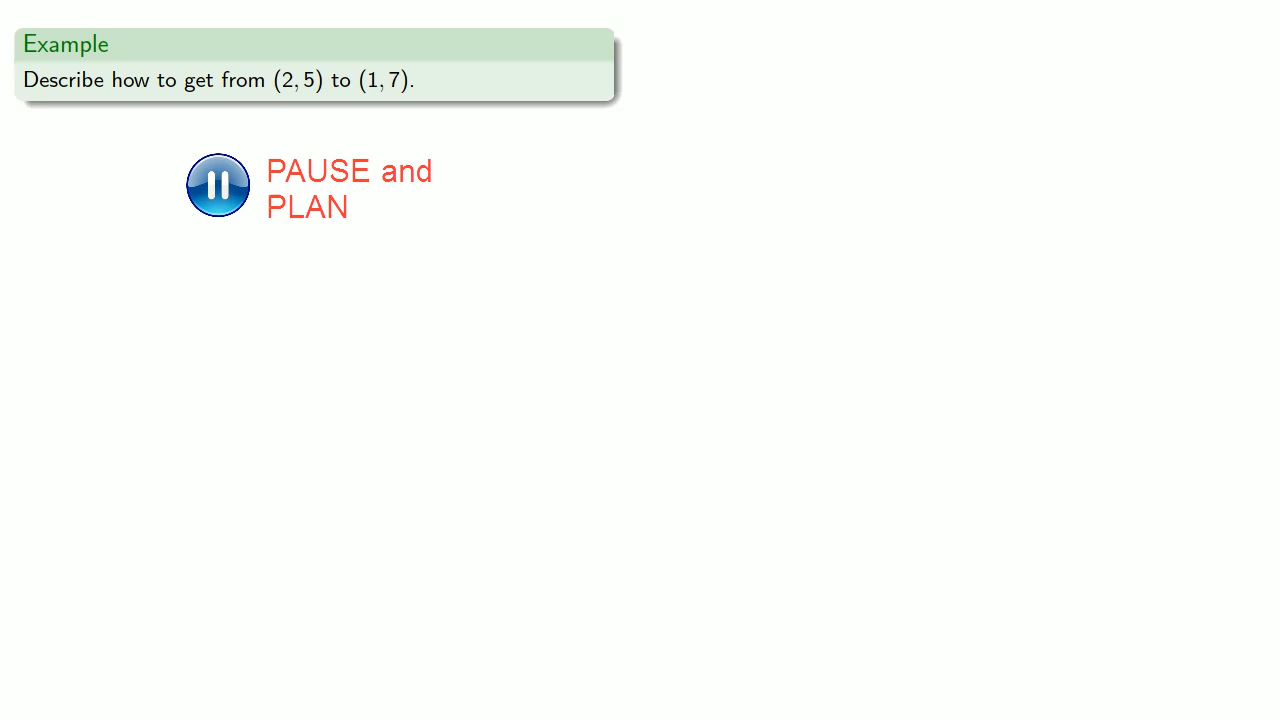 Example
Describe how to get from (2, 5) to (1, 7).
PAUSE and
PLAN